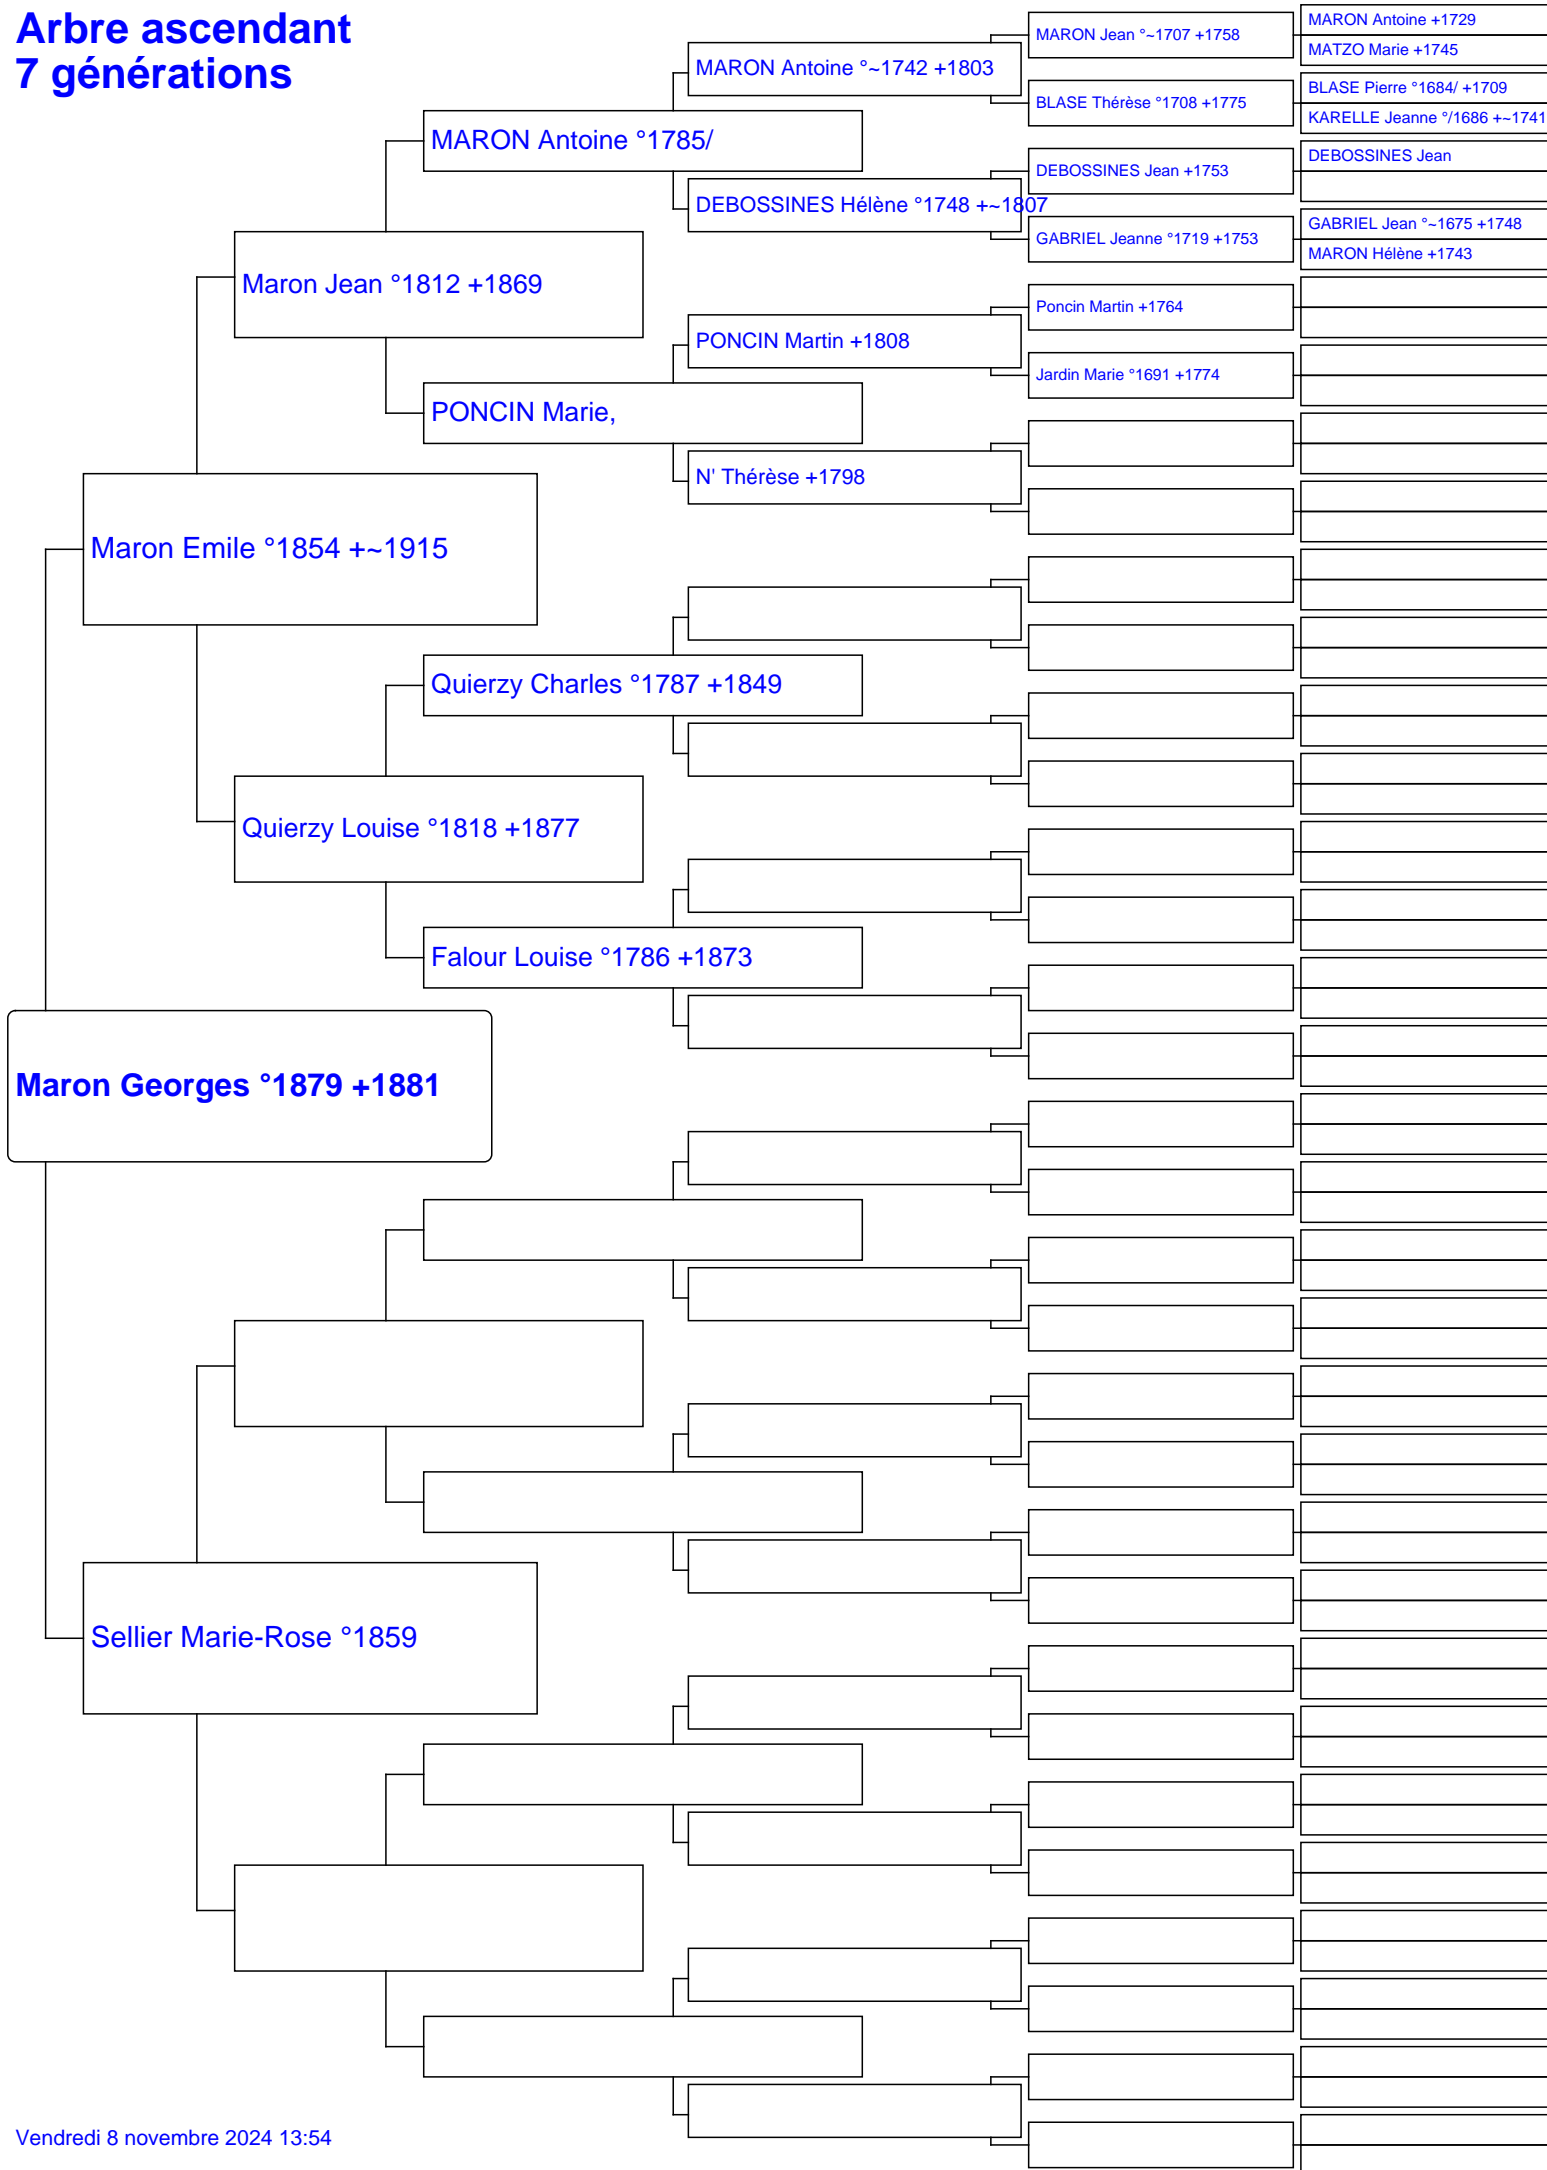 Arbre ascendant
7 générations
MARON Jean °~1707 +1758
MARON Antoine +1729
MATZO Marie +1745
MARON Antoine °~1742 +1803
BLASE Thérèse °1708 +1775
BLASE Pierre °1684/ +1709
KARELLE Jeanne °/1686 +~1741
MARON Antoine °1785/
DEBOSSINES Jean +1753
DEBOSSINES Jean
DEBOSSINES Hélène °1748 +~1807
GABRIEL Jeanne °1719 +1753
GABRIEL Jean °~1675 +1748
MARON Hélène +1743
Maron Jean °1812 +1869
Poncin Martin +1764
PONCIN Martin +1808
Jardin Marie °1691 +1774
PONCIN Marie,
N' Thérèse +1798
Maron Emile °1854 +~1915
Quierzy Charles °1787 +1849
Quierzy Louise °1818 +1877
Falour Louise °1786 +1873
Maron Georges °1879 +1881
Sellier Marie-Rose °1859
Vendredi 8 novembre 2024 13:54